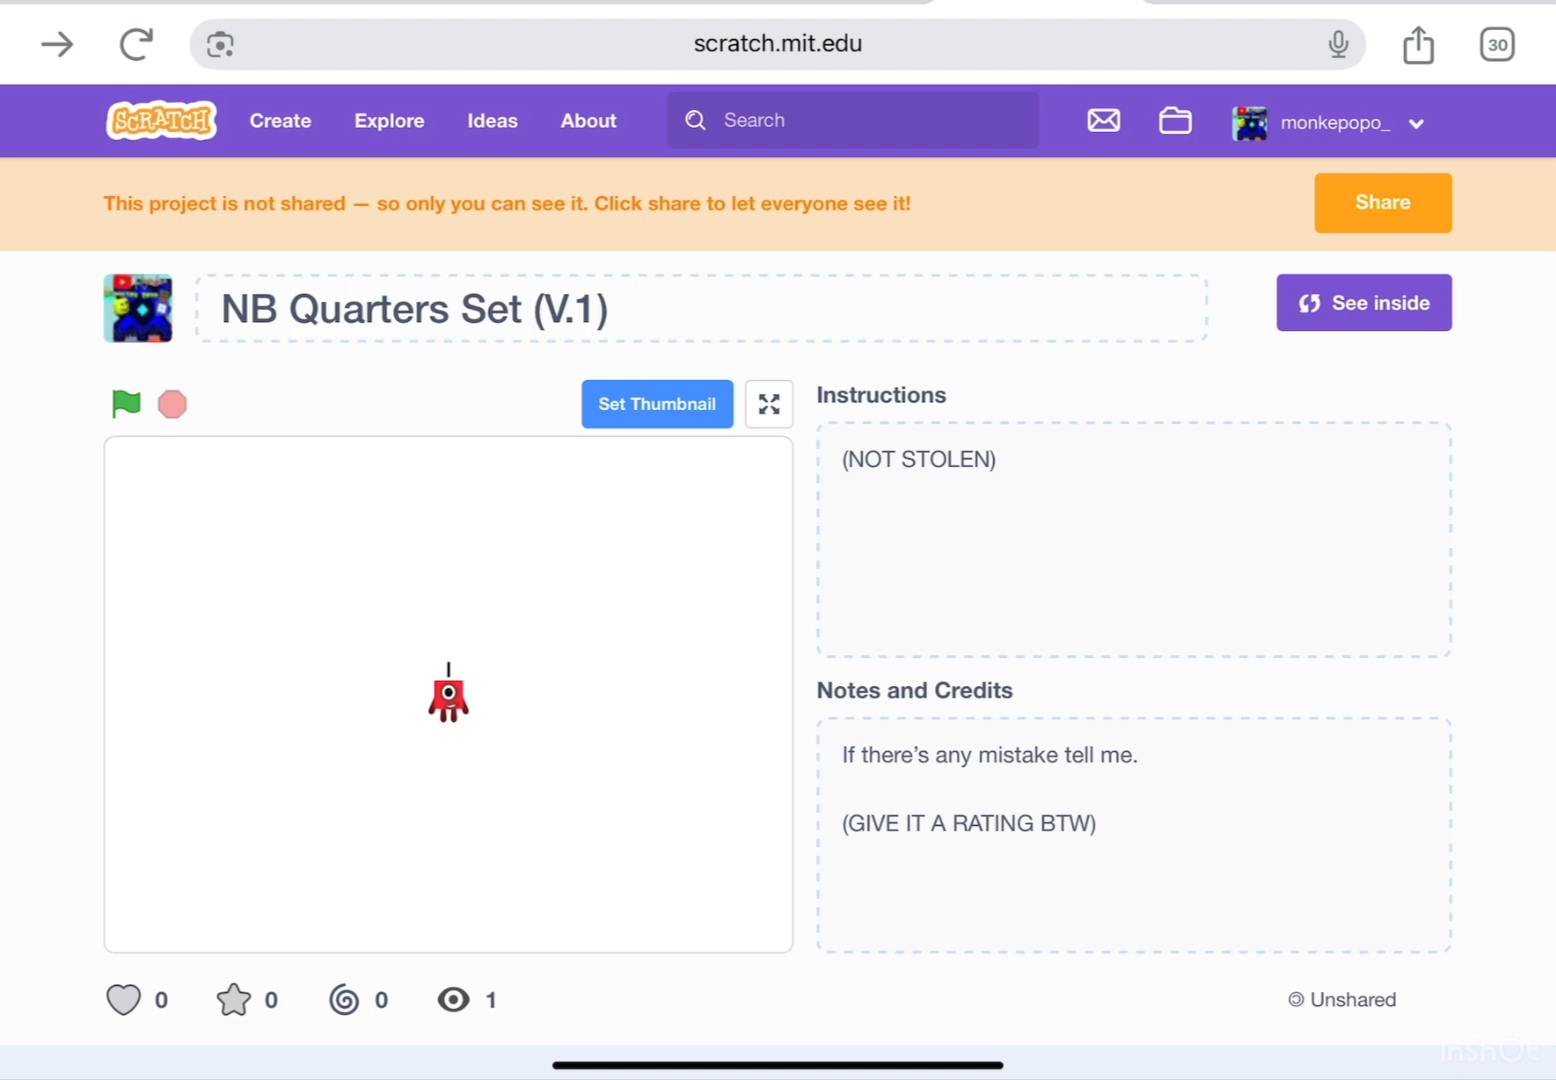 scratch.mit.edu
30
SCRATCH
Create
Explore
Ideas
About
Search
monkepopo_
This project is not shared — so only you can see it. Click share to let everyone see it!
Share
NB Quarters Set (V.1)
See inside
Set Thumbnail
Instructions
(NOT STOLEN)
Notes and Credits
If there’s any mistake tell me.
(GIVE IT A RATING BTW)
0
0
0
1
Unshared
InShOt